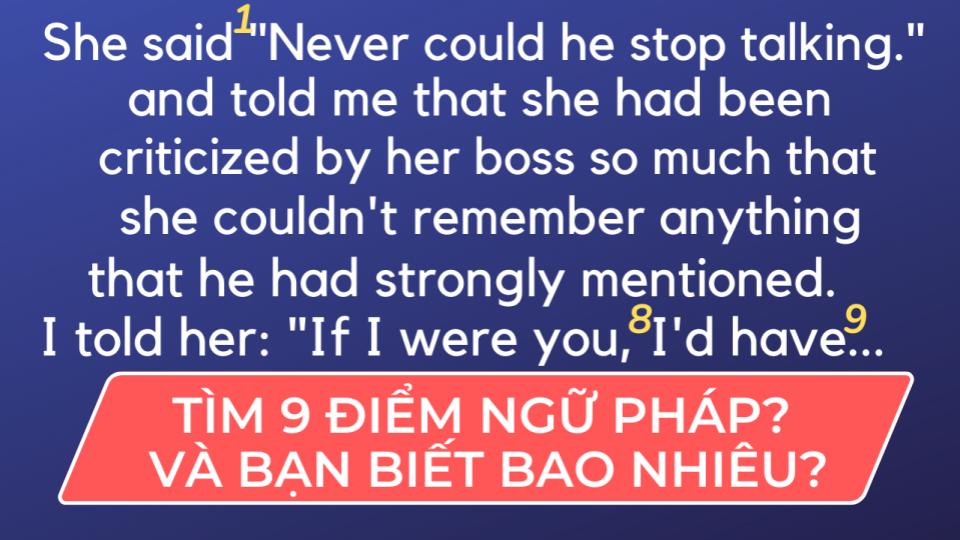 She said1"Never could he stop talking."
and told me that she had been
criticized by her boss so much that
she couldn't remember anything
that he had strongly mentioned.
I told her: "If I were you,8I'd have9...
TÌM 9 ĐIỂM NGỮ PHÁP?
VÀ BẠN BIẾT BAO NHIÊU?